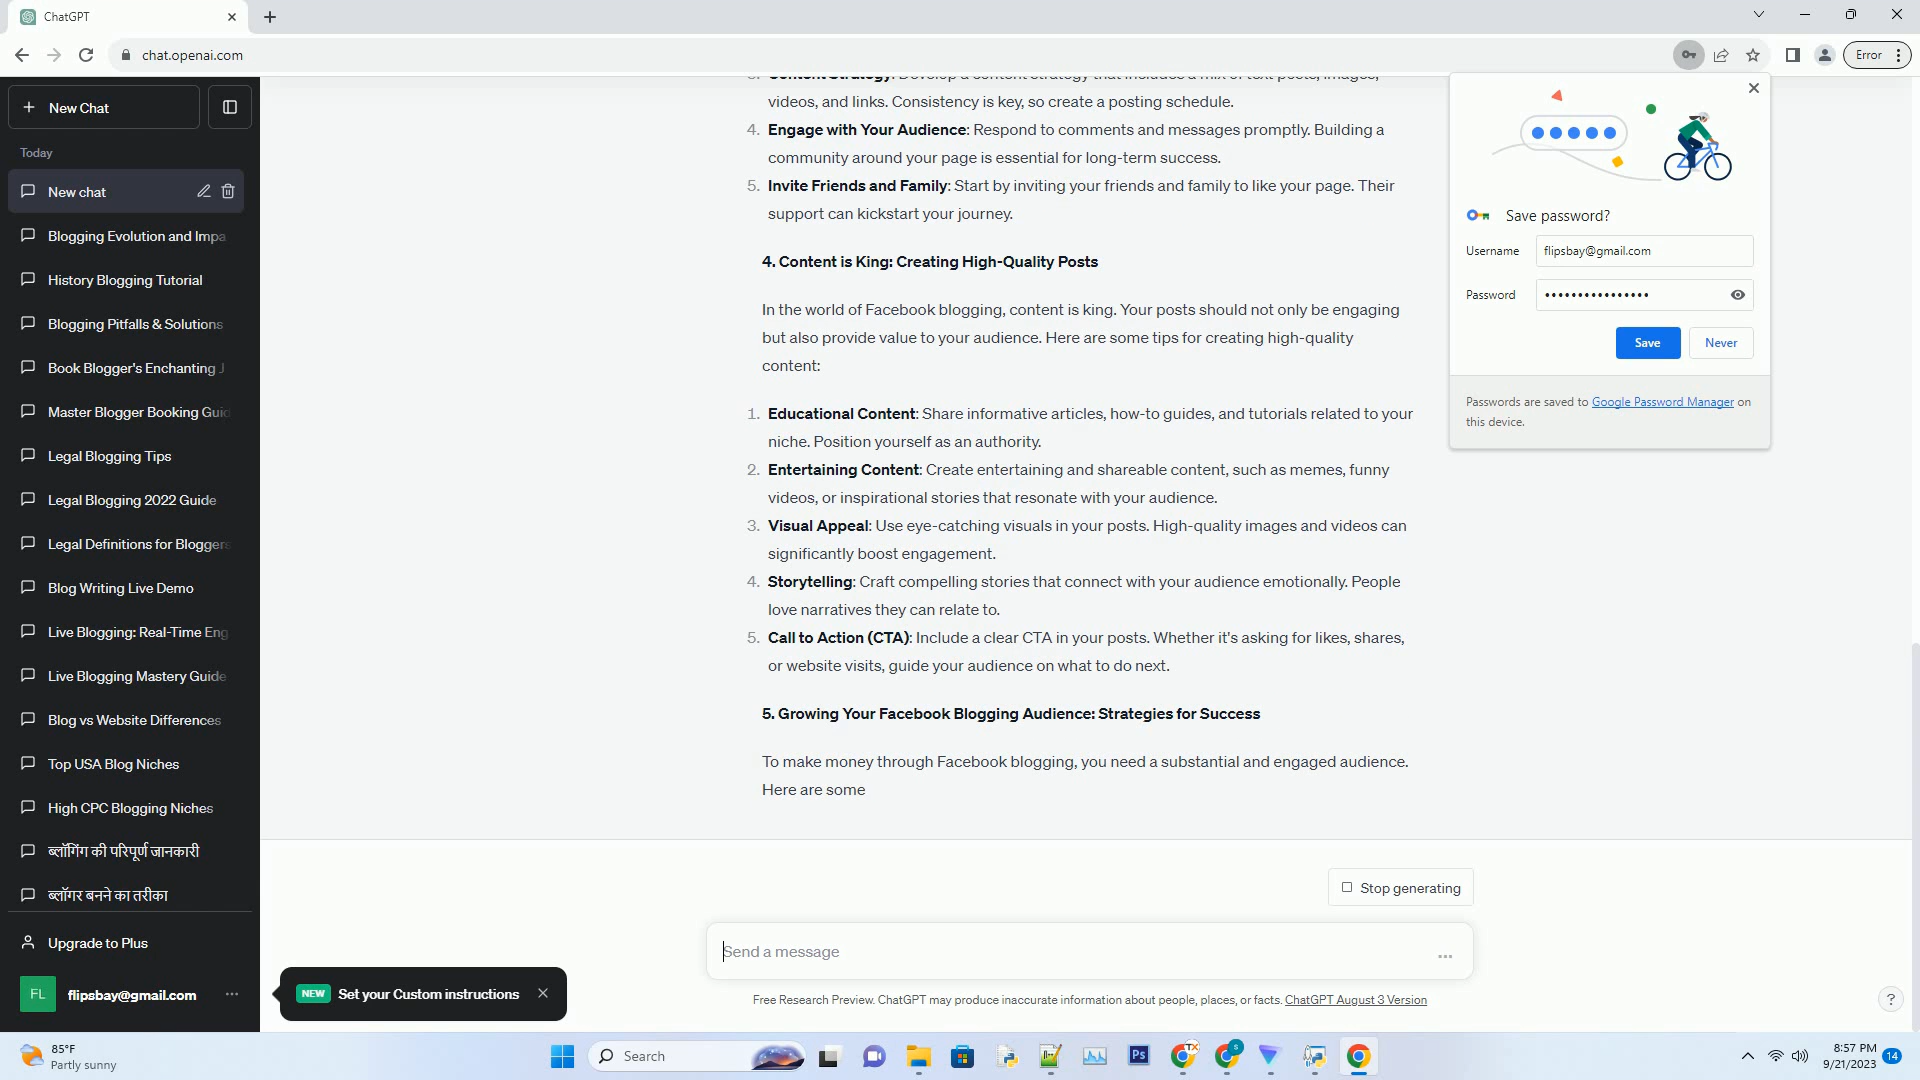 ChatGPT
chat.openai.com
Error
New Chat
Today
New chat
Blogging Evolution and Impa
History Blogging Tutorial
Blogging Pitfalls & Solutions
Book Blogger's Enchanting J
Master Blogger Booking Guid
Legal Blogging Tips
Legal Blogging 2022 Guide
Legal Definitions for Bloggers
Blog Writing Live Demo
Live Blogging: Real-Time Eng
Live Blogging Mastery Guide
Blog vs Website Differences
Top USA Blog Niches
High CPC Blogging Niches
ब्लॉगिंग की परिपूर्ण जानकारी
ब्लॉगर बनने का तरीका
Upgrade to Plus
FL flipsbay@gmail.com
NEW Set your Custom instructions
3. Content Strategy: Develop a content strategy that includes a mix of text posts, images,
videos, and links. Consistency is key, so create a posting schedule.
4. Engage with Your Audience: Respond to comments and messages promptly. Building a
community around your page is essential for long-term success.
5. Invite Friends and Family: Start by inviting your friends and family to like your page. Their
support can kickstart your journey.
4. Content is King: Creating High-Quality Posts
In the world of Facebook blogging, content is king. Your posts should not only be engaging
but also provide value to your audience. Here are some tips for creating high-quality
content:
1. Educational Content: Share informative articles, how-to guides, and tutorials related to your
niche. Position yourself as an authority.
2. Entertaining Content: Create entertaining and shareable content, such as memes, funny
videos, or inspirational stories that resonate with your audience.
3. Visual Appeal: Use eye-catching visuals in your posts. High-quality images and videos can
significantly boost engagement.
4. Storytelling: Craft compelling stories that connect with your audience emotionally. People
love narratives they can relate to.
5. Call to Action (CTA): Include a clear CTA in your posts. Whether it's asking for likes, shares,
or website visits, guide your audience on what to do next.
5. Growing Your Facebook Blogging Audience: Strategies for Success
To make money through Facebook blogging, you need a substantial and engaged audience.
Here are some
Stop generating
Send a message
Free Research Preview. ChatGPT may produce inaccurate information about people, places, or facts. ChatGPT August 3 Version
?
Save password?
Username flipsbay@gmail.com
Password ••••••••••••••••
Save Never
Passwords are saved to Google Password Manager on
this device.
85°F
Partly sunny
Search
Ps
TX
S
8:57 PM
9/21/2023
14